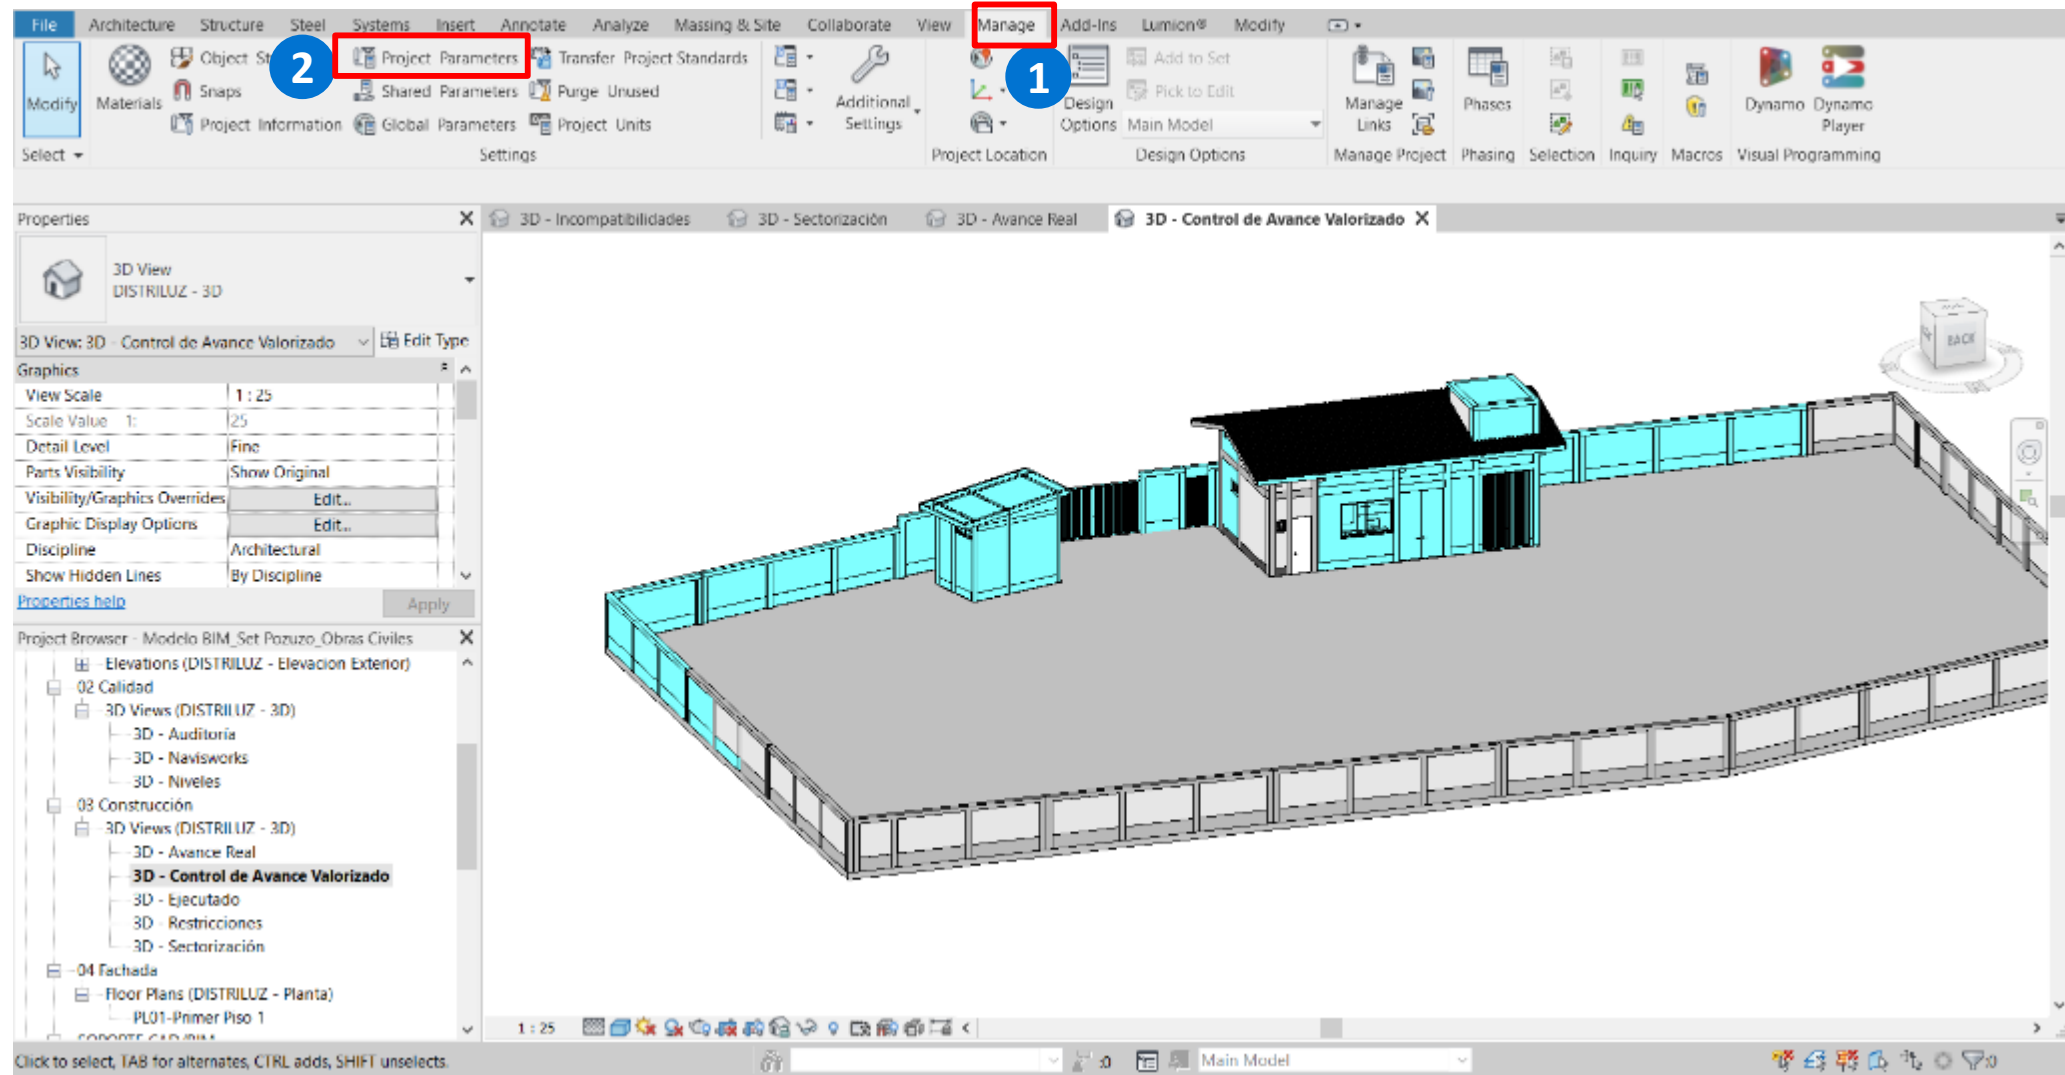 File Architecture Structure Steel Systems Insert Annotate Analyze Massing & Site Collaborate View Manage Add-Ins Lumion® Modify
2 Project Parameters Transfer Project Standards Add to Set
1
Object St
Snaps Shared Parameters Purge Unused Pick to Edit
Modify Materials Additional Settings Design Options Manage Links Phases Dynamo Dynamo Player
Project Information Global Parameters Project Units Main Model
Select Settings Project Location Design Options Manage Project Phasing Selection Inquiry Macros Visual Programming
Properties X 3D - Incompatibilidades 3D - Sectorización 3D - Avance Real 3D - Control de Avance Valorizado X
3D View
DISTRILUZ - 3D
3D View: 3D - Control de Avance Valorizado Edit Type
Graphics
View Scale 1 : 25
Scale Value 1: 25
Detail Level Fine
Parts Visibility Show Original
Visibility/Graphics Overrides Edit...
Graphic Display Options Edit...
Discipline Architectural
Show Hidden Lines By Discipline
Properties help Apply
BACK
Project Browser - Modelo BIM_Set Pozuzo_Obras Civiles X
Elevations (DISTRILUZ - Elevacion Exterior)
02 Calidad
3D Views (DISTRILUZ - 3D)
3D - Auditoría
3D - Navisworks
3D - Niveles
03 Construcción
3D Views (DISTRILUZ - 3D)
3D - Avance Real
3D - Control de Avance Valorizado
3D - Ejecutado
3D - Restricciones
3D - Sectorización
04 Fachada
Floor Plans (DISTRILUZ - Planta)
PL01-Primer Piso 1
1 : 25
Click to select, TAB for alternates, CTRL adds, SHIFT unselects. :0 Main Model :0